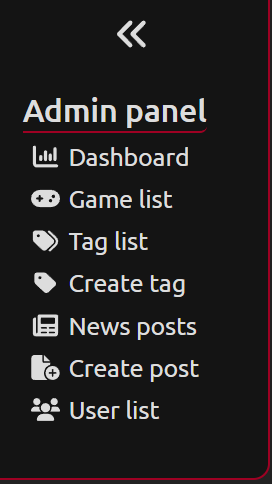 Admin panel
Dashboard
Game list
Tag list
Create tag
News posts
Create post
User list